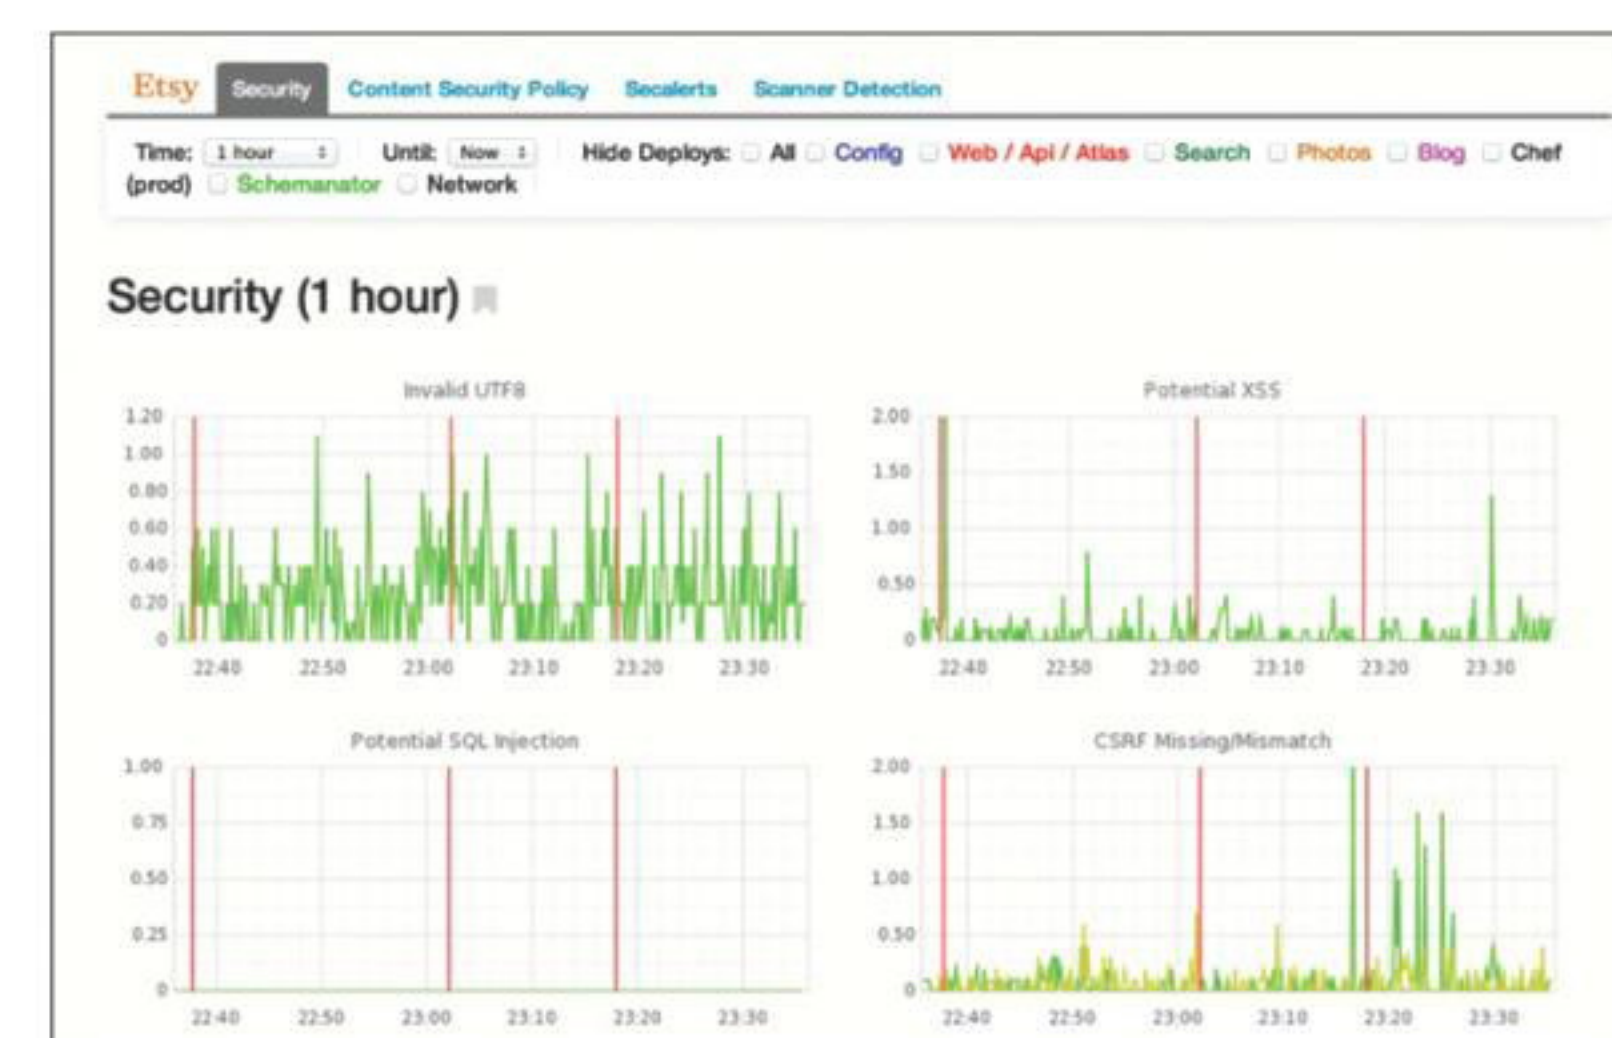 Etsy Security Content Security Policy Secalerts Scanner Detection
Time: 1 hour Until: Now Hide Deploys: All Config Web / Api / Atlas Search Photos Blog Chef
(prod) Schemanator Network
Security (1 hour)
Invalid UTF8
1.20
1.00
0.80
0.60
0.40
0.20
0
22:40 22:50 23:00 23:10 23:20 23:30
Potential XSS
2.00
1.50
1.00
0.50
0
22:40 22:50 23:00 23:10 23:20 23:30
Potential SQL Injection
1.00
0.75
0.50
0.25
0
22:40 22:50 23:00 23:10 23:20 23:30
CSRF Missing/Mismatch
2.00
1.50
1.00
0.50
0
22:40 22:50 23:00 23:10 23:20 23:30